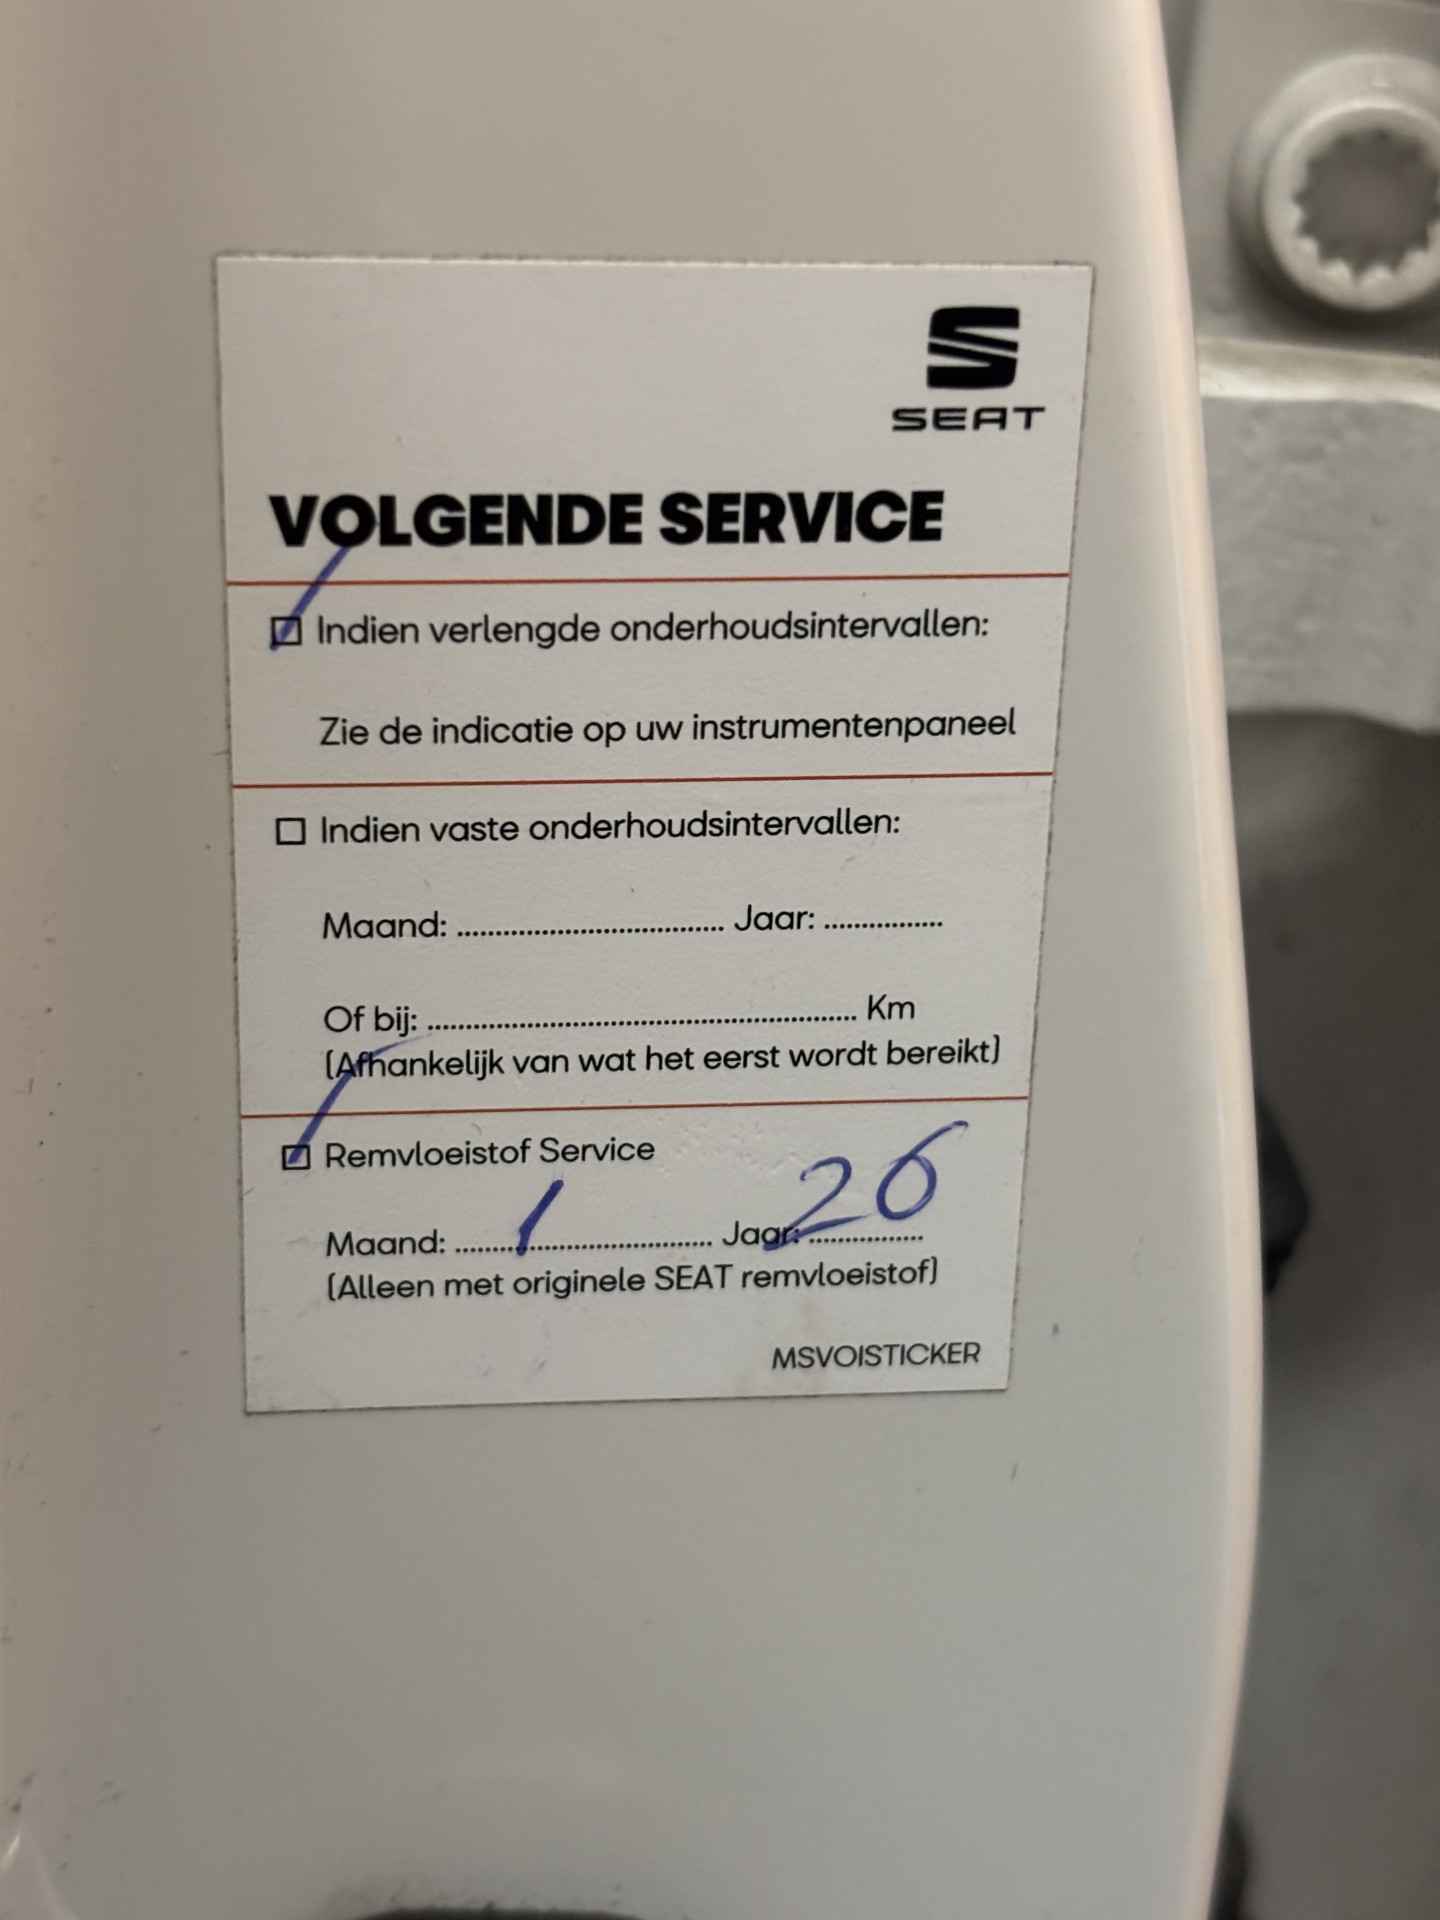 SEAT
VOLGENDE SERVICE
☑ Indien verlengde onderhoudsintervallen:
Zie de indicatie op uw instrumentenpaneel
☐ Indien vaste onderhoudsintervallen:
Maand: .................................. Jaar: ...............
Of bij: ....................................................... Km
(Afhankelijk van wat het eerst wordt bereikt)
☑ Remvloeistof Service
Maand: ........1........................ Jaar: 26
(Alleen met originele SEAT remvloeistof)
MSVOISTICKER